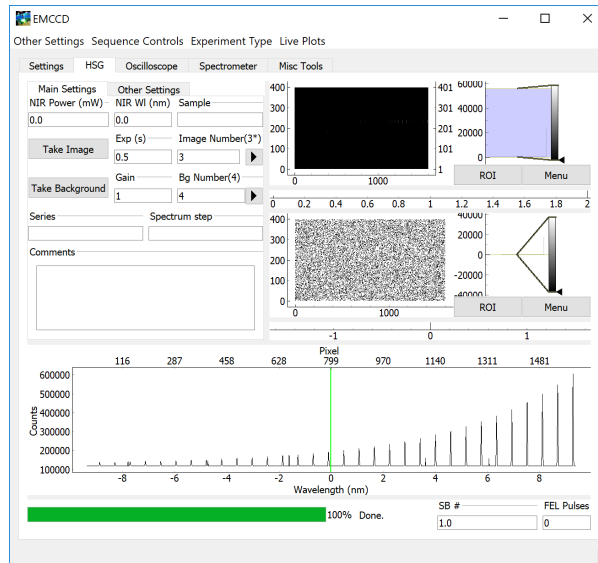 EMCCD
Other Settings Sequence Controls Experiment Type Live Plots
Settings HSG Oscilloscope Spectrometer Misc Tools
Main Settings Other Settings
NIR Power (mW) NIR Wl (nm) Sample
0.0 0.0
Take Image
Exp (s) Image Number(3*)
0.5 3
Take Background
Gain Bg Number(4)
1 4
Series Spectrum step
Comments
400 401
300 301
200 201
100 101
0 1
0 1000
60000
40000
20000
0
ROI Menu
0 0.2 0.4 0.6 0.8 1 1.2 1.4 1.6 1.8 2
400
300
200
100
0
0 1000
40000
20000
0
-20000
-40000
ROI Menu
-1 0 1
Pixel
116 287 458 628 799 970 1140 1311 1481
600000
500000
400000
300000
200000
100000
Counts
-8 -6 -4 -2 0 2 4 6 8
Wavelength (nm)
100% Done.
SB # FEL Pulses
1.0 0